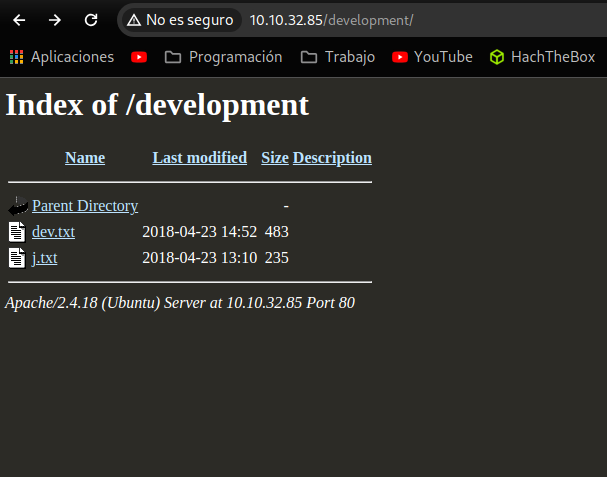 No es seguro 10.10.32.85/development/
Aplicaciones Programación Trabajo YouTube HachTheBox
Index of /development
Name Last modified Size Description
Parent Directory -
dev.txt 2018-04-23 14:52 483
j.txt 2018-04-23 13:10 235
Apache/2.4.18 (Ubuntu) Server at 10.10.32.85 Port 80